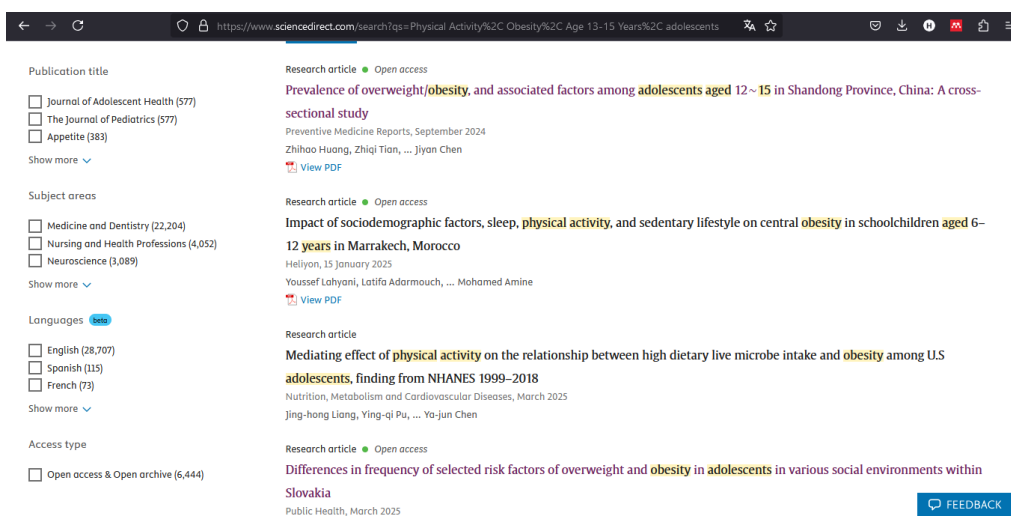 https://www.sciencedirect.com/search?qs=Physical Activity%2C Obesity%2C Age 13-15 Years%2C adolescents
Publication title
Journal of Adolescent Health (577)
The Journal of Pediatrics (577)
Appetite (383)
Show more
Subject areas
Medicine and Dentistry (22,204)
Nursing and Health Professions (4,052)
Neuroscience (3,089)
Show more
Languages beta
English (28,707)
Spanish (115)
French (73)
Show more
Access type
Open access & Open archive (6,444)
Research article Open access
Prevalence of overweight/obesity, and associated factors among adolescents aged 12~15 in Shandong Province, China: A cross-
sectional study
Preventive Medicine Reports, September 2024
Zhihao Huang, Zhiqi Tian, ... Jiyan Chen
View PDF
Research article Open access
Impact of sociodemographic factors, sleep, physical activity, and sedentary lifestyle on central obesity in schoolchildren aged 6–
12 years in Marrakech, Morocco
Heliyon, 15 January 2025
Youssef Lahyani, Latifa Adarmouch, ... Mohamed Amine
View PDF
Research article
Mediating effect of physical activity on the relationship between high dietary live microbe intake and obesity among U.S
adolescents, finding from NHANES 1999–2018
Nutrition, Metabolism and Cardiovascular Diseases, March 2025
Jing-hong Liang, Ying-qi Pu, ... Ya-jun Chen
Research article Open access
Differences in frequency of selected risk factors of overweight and obesity in adolescents in various social environments within
Slovakia
Public Health, March 2025
FEEDBACK